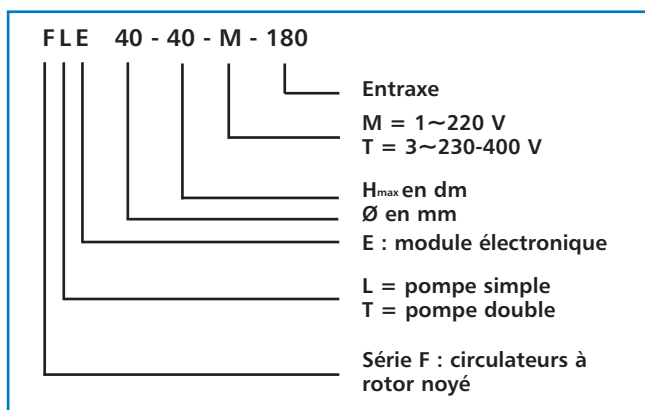 FLE 40 - 40 - M - 180
Entraxe
M = 1~220 V
T = 3~230-400 V
Hmax en dm
Ø en mm
E : module électronique
L = pompe simple
T = pompe double
Série F : circulateurs à
rotor noyé